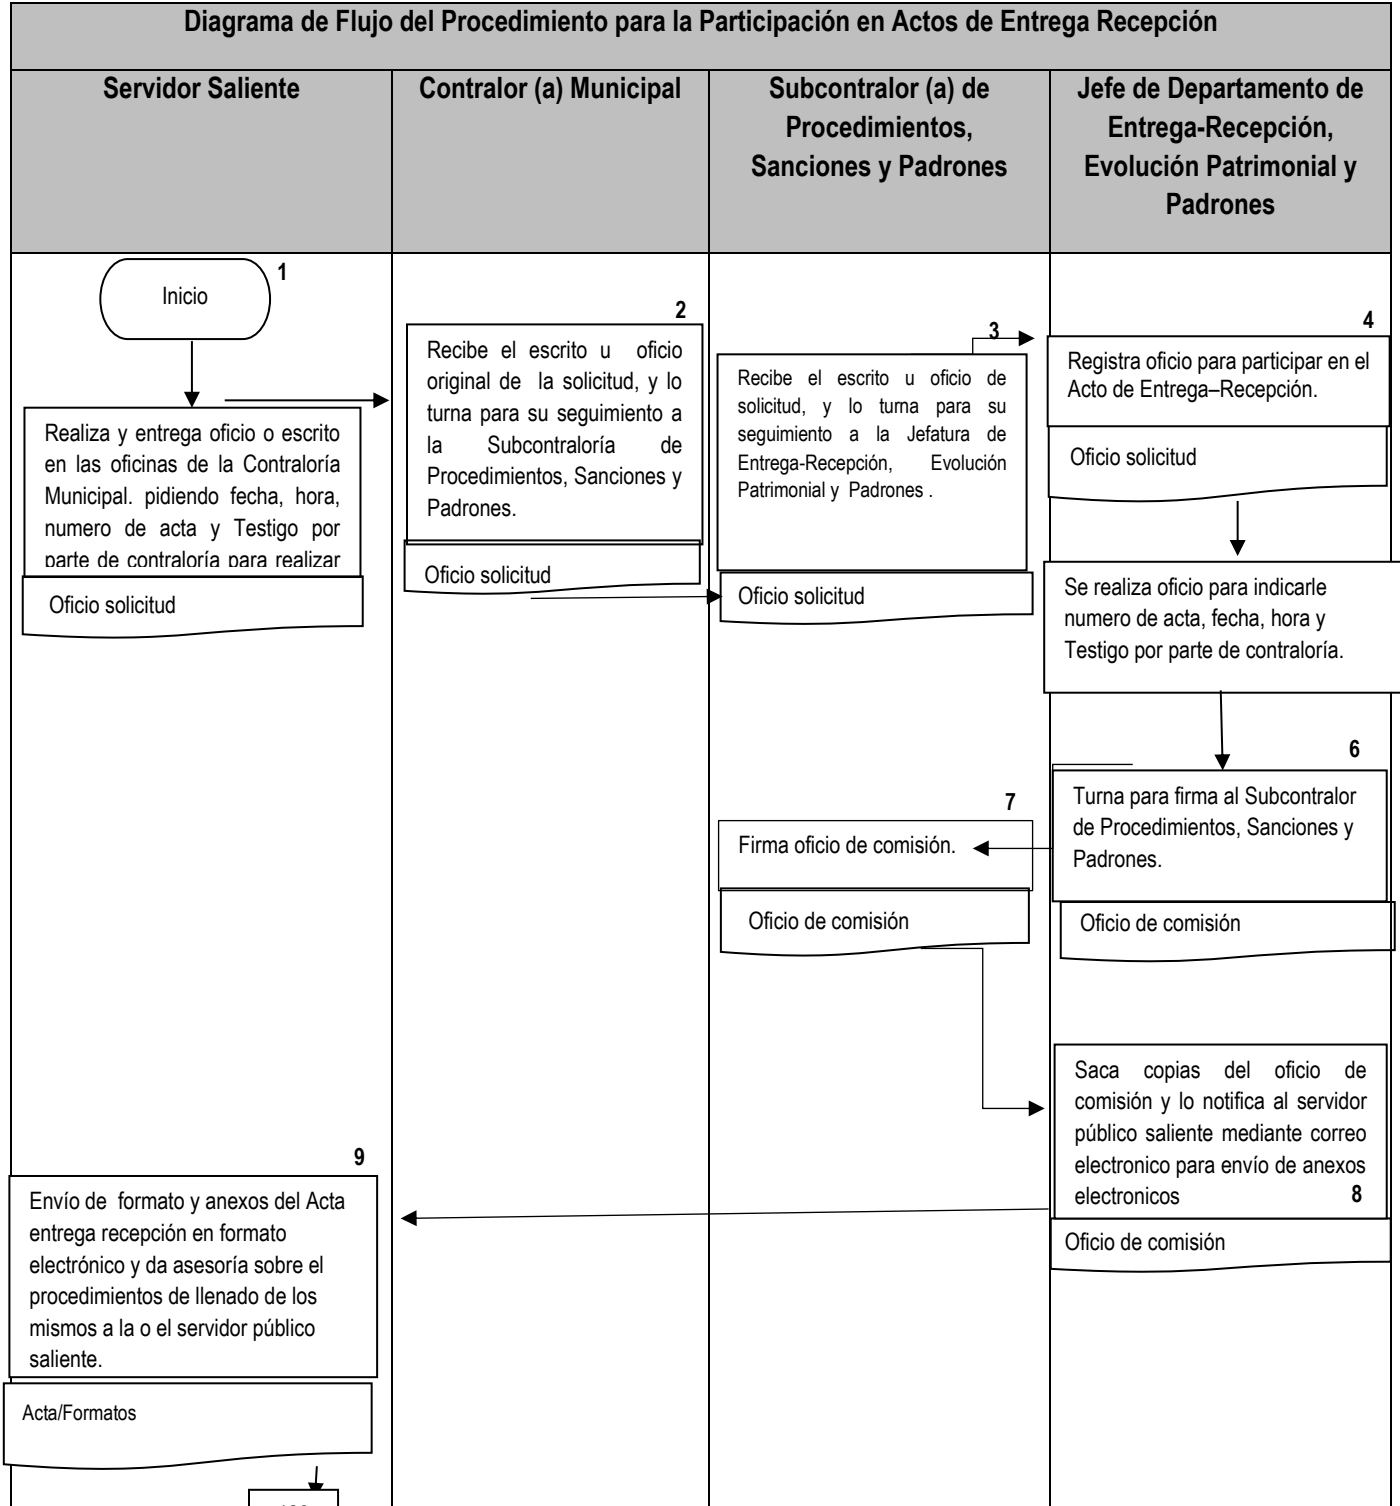 Diagrama de Flujo del Procedimiento para la Participación en Actos de Entrega Recepción
Servidor Saliente
Contralor (a) Municipal
Subcontralor (a) de
Procedimientos,
Sanciones y Padrones
Jefe de Departamento de
Entrega-Recepción,
Evolución Patrimonial y
Padrones
1
Inicio
Realiza y entrega oficio o escrito
en las oficinas de la Contraloría
Municipal. pidiendo fecha, hora,
numero de acta y Testigo por
parte de contraloría para realizar
Oficio solicitud
2
Recibe el escrito u oficio
original de la solicitud, y lo
turna para su seguimiento a
la Subcontraloría de
Procedimientos, Sanciones y
Padrones.
Oficio solicitud
3
Recibe el escrito u oficio de
solicitud, y lo turna para su
seguimiento a la Jefatura de
Entrega-Recepción, Evolución
Patrimonial y Padrones .
Oficio solicitud
4
Registra oficio para participar en el
Acto de Entrega–Recepción.
Oficio solicitud
Se realiza oficio para indicarle
numero de acta, fecha, hora y
Testigo por parte de contraloría.
6
Turna para firma al Subcontralor
de Procedimientos, Sanciones y
Padrones.
Oficio de comisión
7
Firma oficio de comisión.
Oficio de comisión
Saca copias del oficio de
comisión y lo notifica al servidor
público saliente mediante correo
electronico para envío de anexos
electronicos 8
Oficio de comisión
9
Envío de formato y anexos del Acta
entrega recepción en formato
electrónico y da asesoría sobre el
procedimientos de llenado de los
mismos a la o el servidor público
saliente.
Acta/Formatos